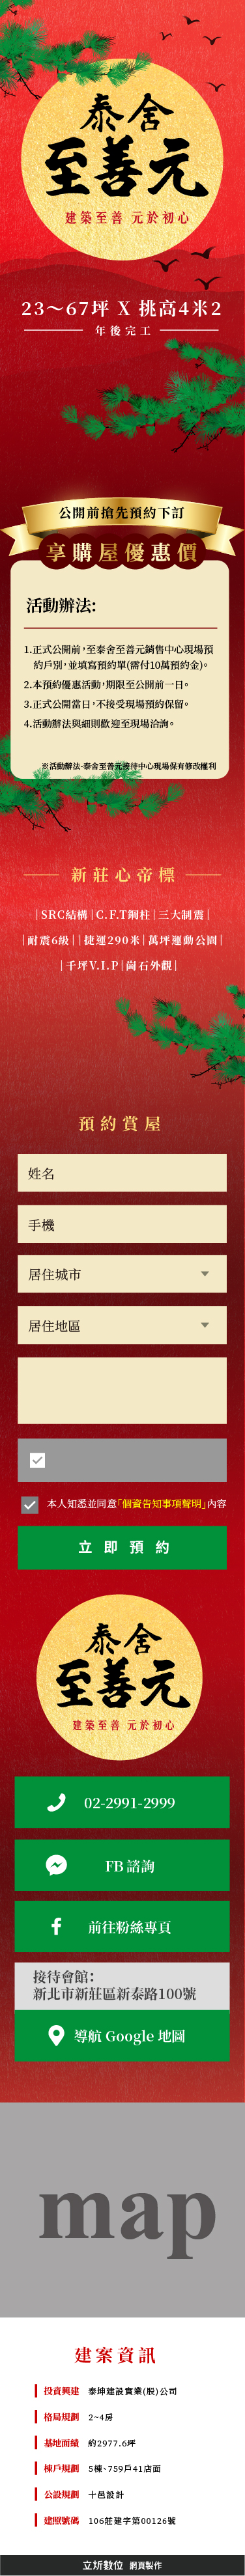 泰舍
至善元
建築至善 元於初心
23～67坪 X 挑高4米2
年後完工
公開前搶先預約下訂
享購屋優惠價
活動辦法:
1.正式公開前，至泰舍至善元銷售中心現場預
約戶別，並填寫預約單(需付10萬預約金)。
2.本預約優惠活動，期限至公開前一日。
3.正式公開當日，不接受現場預約保留。
4.活動辦法與細則歡迎至現場洽詢。
※活動辦法-泰舍至善元接待中心現場保有修改權利
新莊心帝標
|SRC結構|C.F.T鋼柱|三大制震|
|耐震6級||捷運290米|萬坪運動公園|
|千坪V.I.P|崗石外觀|
預約賞屋
姓名
手機
居住城市
居住地區
本人知悉並同意「個資告知事項聲明」內容
立即預約
泰舍
至善元
建築至善 元於初心
02-2991-2999
FB 諮詢
前往粉絲專頁
接待會館：
新北市新莊區新泰路100號
導航 Google 地圖
map
建案資訊
投資興建 泰坤建設實業(股)公司
格局規劃 2~4房
基地面績 約2977.6坪
棟戶規劃 5棟‧759戶41店面
公設規劃 十邑設計
建照號碼 106莊建字第00126號
立炘數位 網頁製作